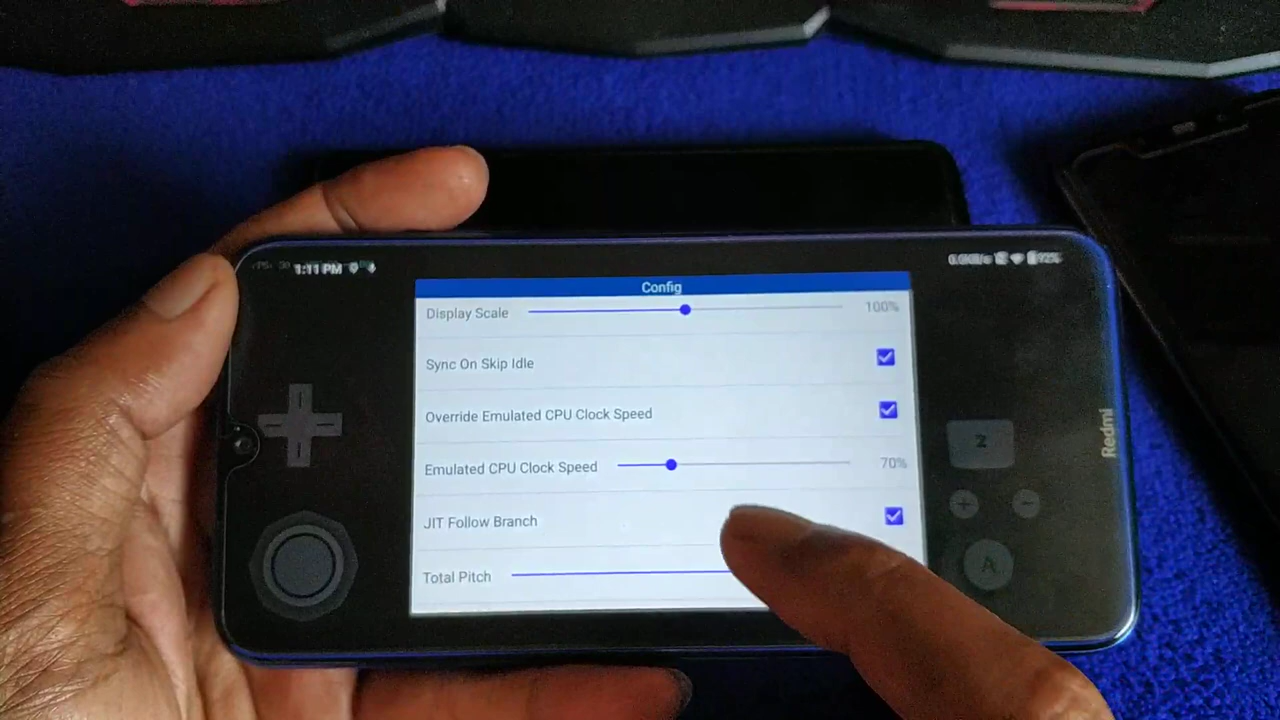 1:11 PM
Config
Display Scale 100%
Sync On Skip Idle
Override Emulated CPU Clock Speed
Emulated CPU Clock Speed 70%
JIT Follow Branch
Total Pitch
Z
A
Redmi